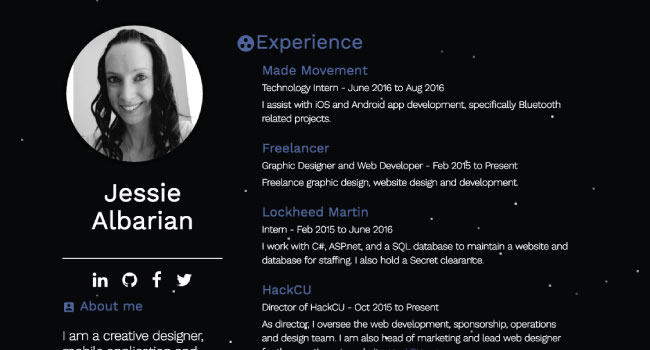 Jessie
Albarian
About me
I am a creative designer,
mobile application and
Experience
Made Movement
Technology Intern - June 2016 to Aug 2016
I assist with iOS and Android app development, specifically Bluetooth
related projects.
Freelancer
Graphic Designer and Web Developer - Feb 2015 to Present
Freelance graphic design, website design and development.
Lockheed Martin
Intern - Feb 2015 to June 2016
I work with C#, ASP.net, and a SQL database to maintain a website and
database for staffing. I also hold a Secret clearance.
HackCU
Director of HackCU - Oct 2015 to Present
As director, I oversee the web development, sponsorship, operations
and design team. I am also head of marketing and lead web designer